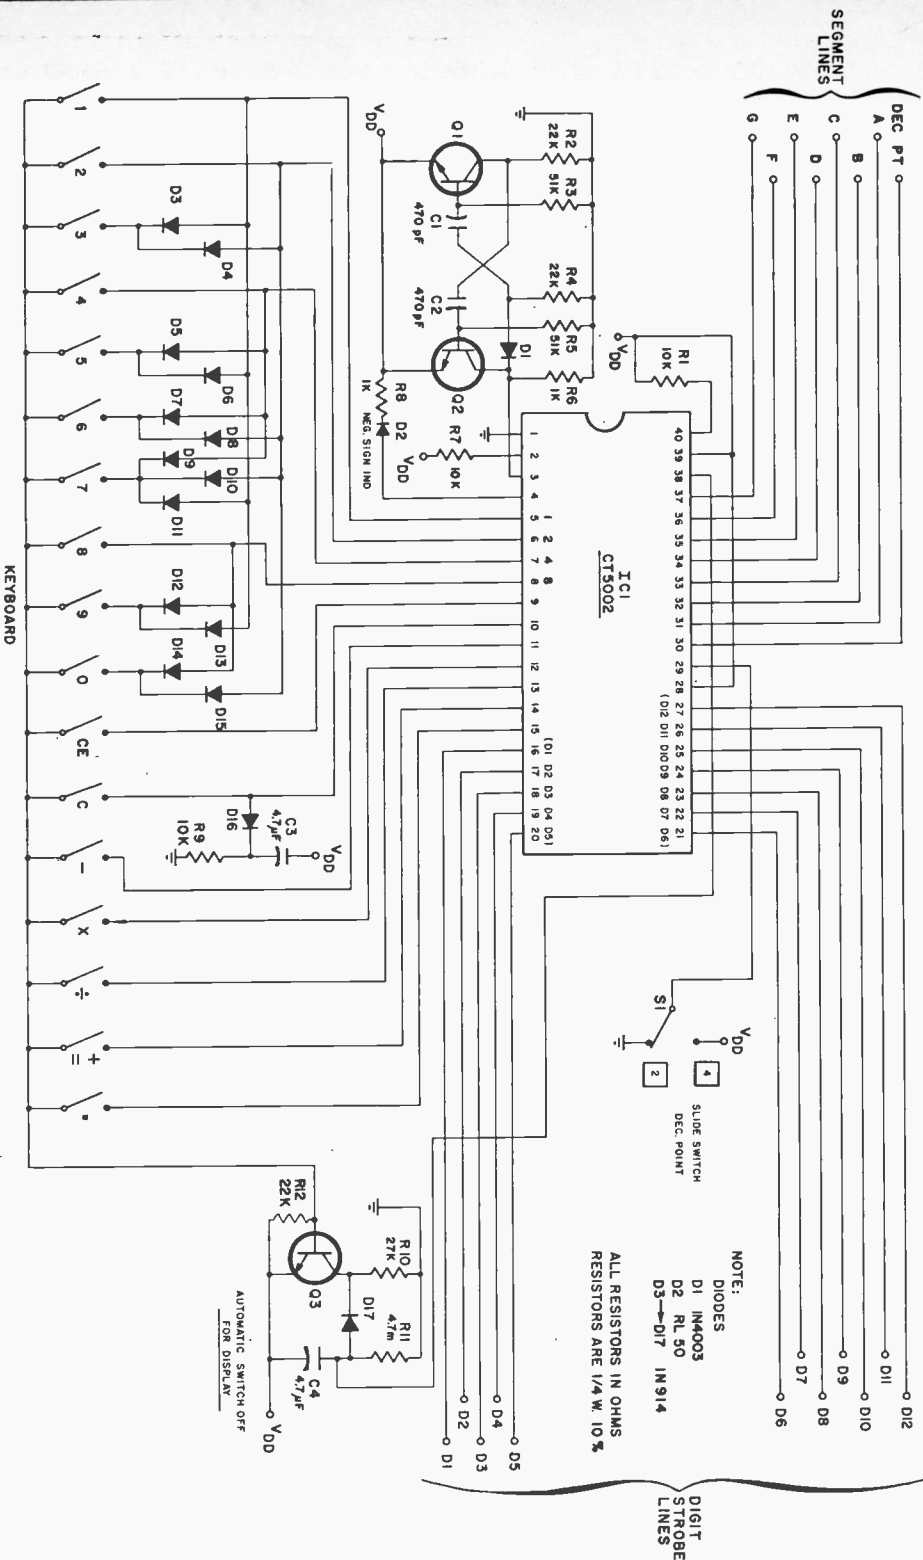 SEGMENT
LINES
DEC PT
A
B
C
D
E
F
G
VDD
Q1
R2
22K
R3
51K
C1
470pF
R4
22K
C2
470pF
R5
51K
D1
Q2
R6
1K
R8
1K
D2
NEG. SIGN IND
R7
10K
VDD
VDD
R1
10K
IC1
CT5002
40 39 38 37 36 35 34 33 32 31 30 29 28 27 26 25 24 23 22 21
(D12 D11 D10 D9 D8 D7 D6)
1 2 3 4 5 6 7 8 9 10 11 12 13 14 15 16 17 18 19 20
1 2 4 8
(D1 D2 D3 D4 D5)
D3
D4
D5
D6
D7
D8
D9
D10
D11
D12
D13
D14
D15
D16
C3
4.7µF
VDD
R9
10K
1
2
3
4
5
6
7
8
9
0
CE
C
–
X
÷
+
=
.
KEYBOARD
S1
VDD
4
2
SLIDE SWITCH
DEC. POINT
NOTE:
DIODES
D1 IN4003
D2 RL 50
D3→D17 IN914
ALL RESISTORS IN OHMS
RESISTORS ARE 1/4 W. 10%
R12
22K
Q3
R10
27K
D17
R11
4.7m
C4
4.7µF
VDD
AUTOMATIC SWITCH OFF
FOR DISPLAY
D12
D11
D10
D9
D8
D7
D6
D5
D4
D3
D2
D1
DIGIT
STROBE
LINES